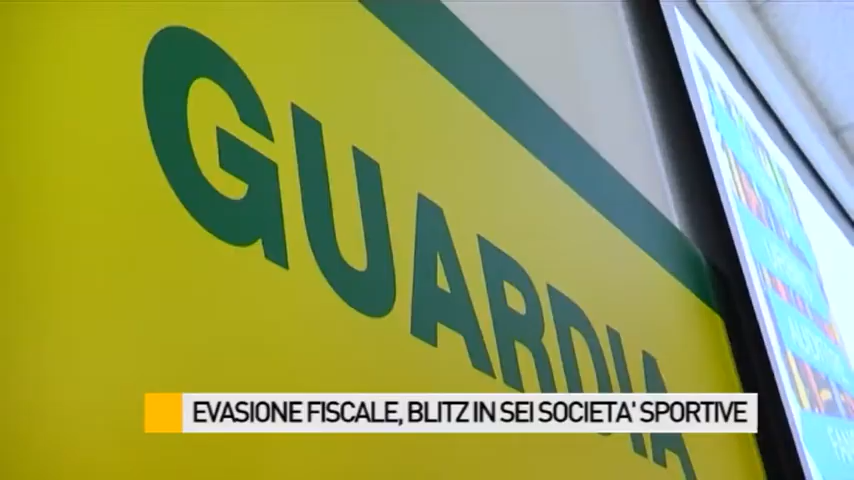 GUARDIA
EVASIONE FISCALE, BLITZ IN SEI SOCIETA' SPORTIVE